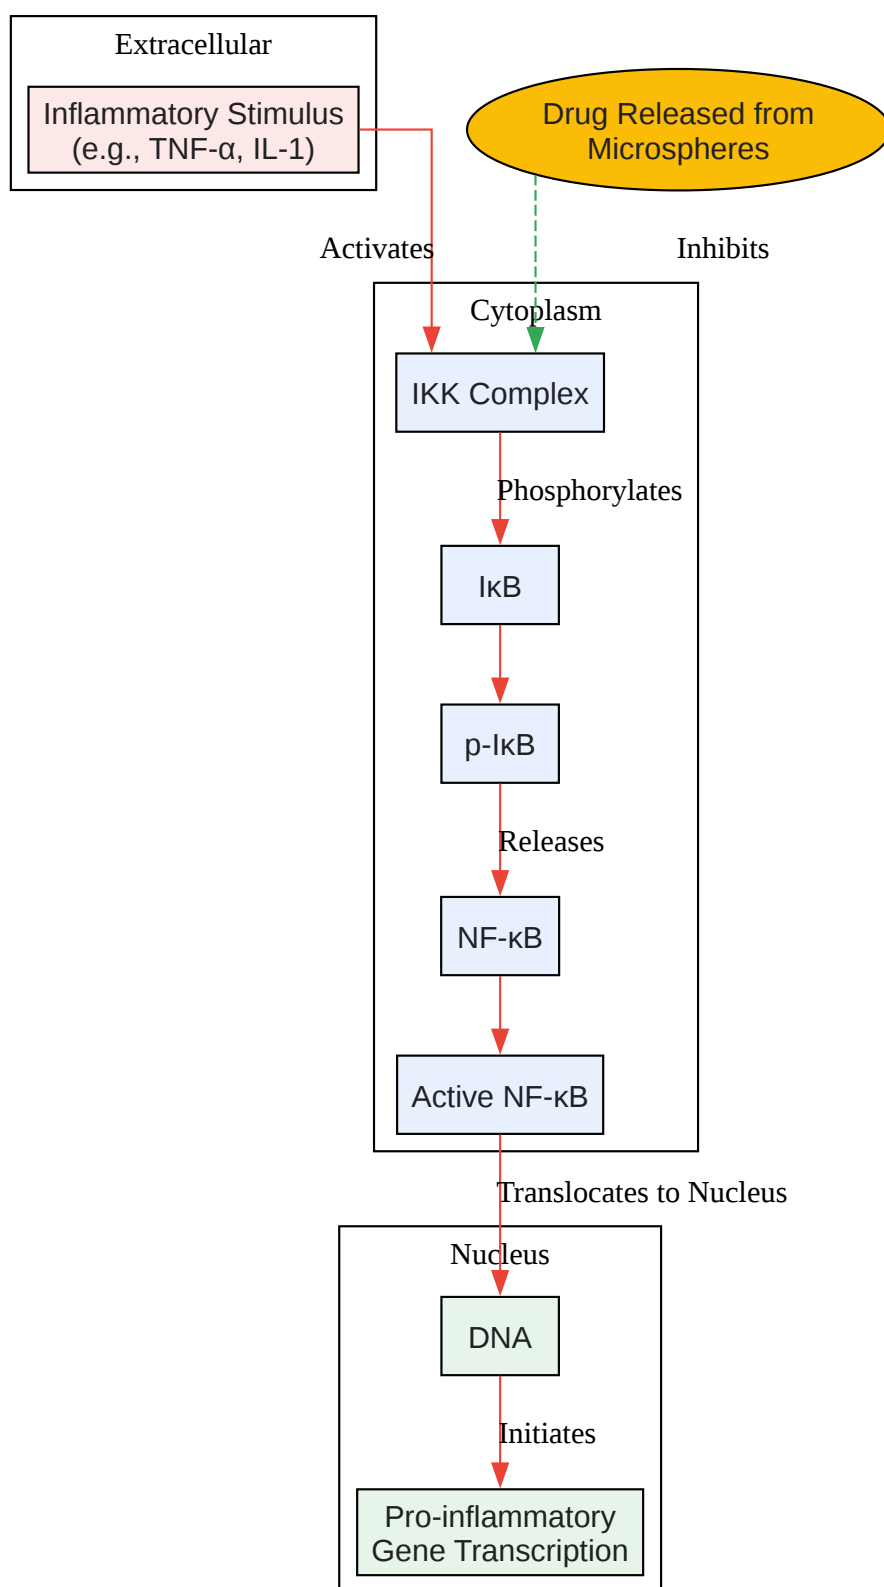 Extracellular
Inflammatory Stimulus
(e.g., TNF-α, IL-1)
Drug Released from
Microspheres
Activates
Inhibits
Cytoplasm
IKK Complex
Phosphorylates
IκB
p-IκB
Releases
NF-κB
Active NF-κB
Translocates to Nucleus
Nucleus
DNA
Initiates
Pro-inflammatory
Gene Transcription